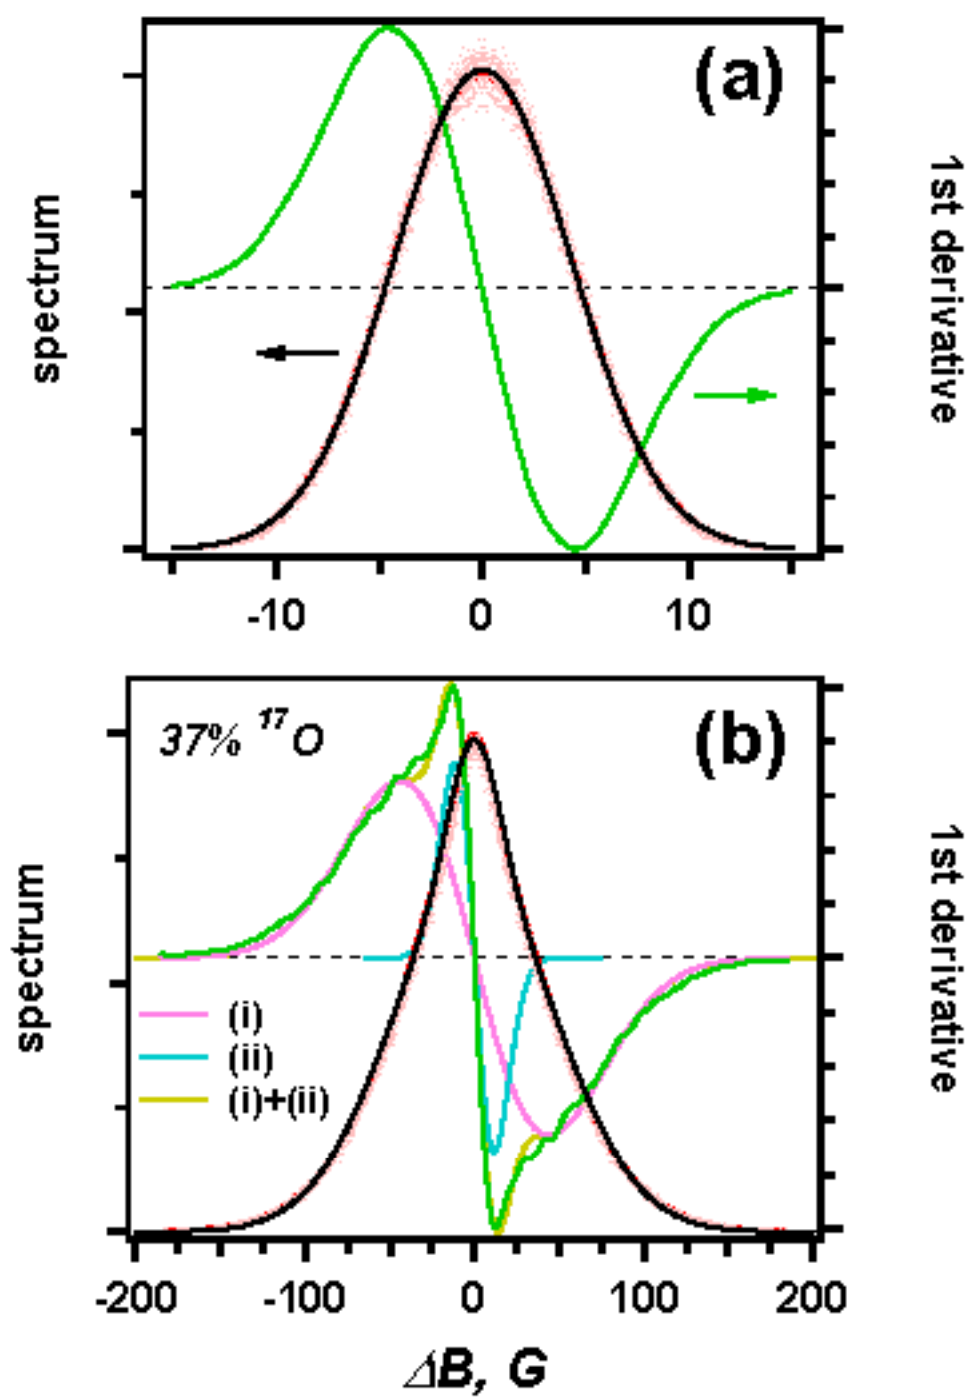 (a)
spectrum
1st derivative
-10 0 10
37% ¹⁷O
(b)
spectrum
1st derivative
(i)
(ii)
(i)+(ii)
-200 -100 0 100 200
ΔB, G